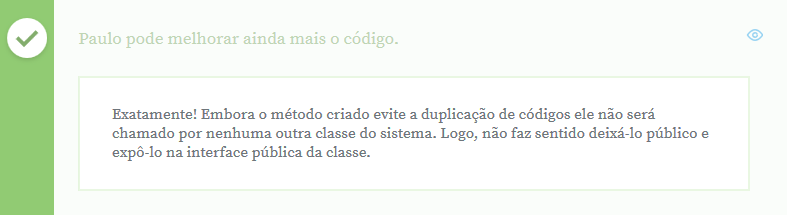 Paulo pode melhorar ainda mais o código.
Exatamente! Embora o método criado evite a duplicação de códigos ele não será
chamado por nenhuma outra classe do sistema. Logo, não faz sentido deixá-lo público e
expô-lo na interface pública da classe.